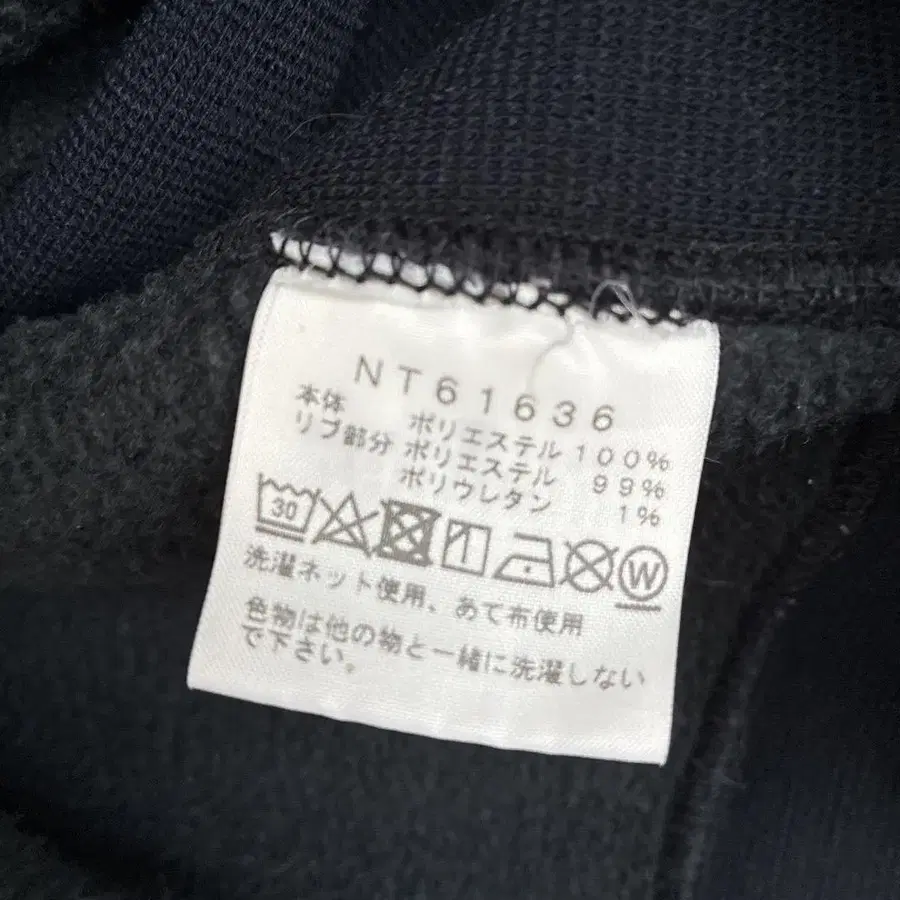 NT61636
本体 ポリエステル 100%
リブ部分 ポリエステル 99%
ポリウレタン 1%
30 W
洗濯ネット使用、あて布使用
色物は他の物と一緒に洗濯しない
で下さい。